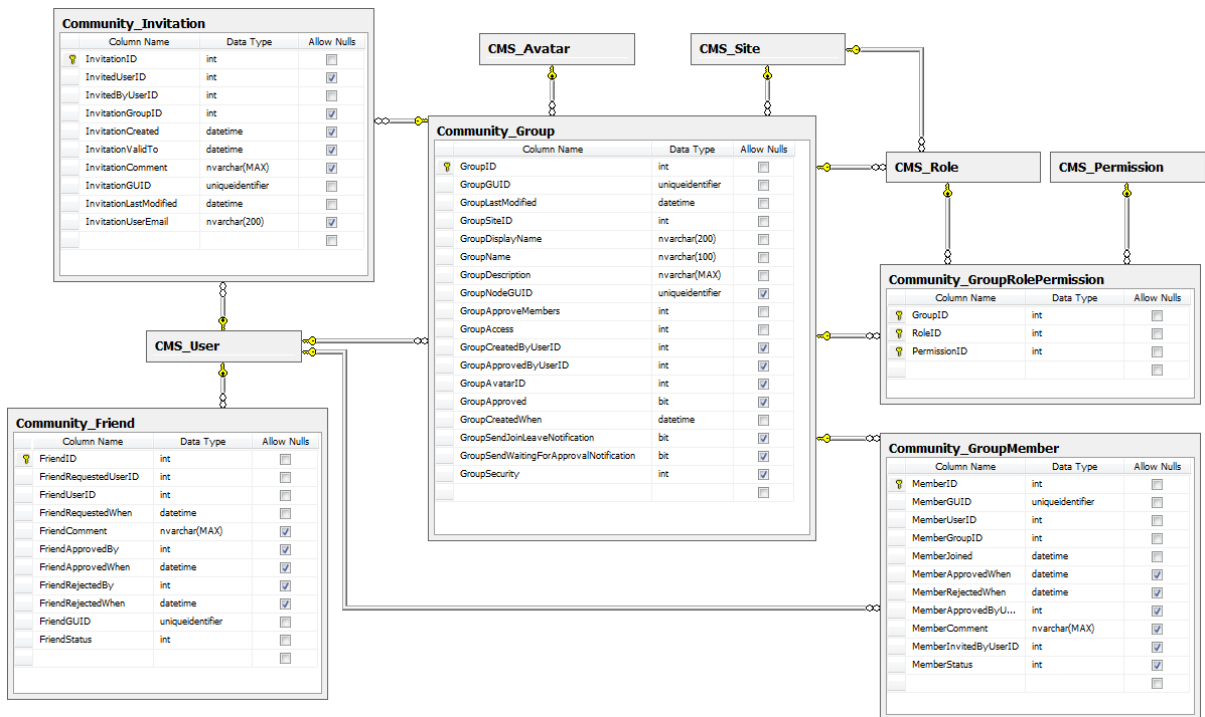 Community_Invitation
Column Name Data Type Allow Nulls
InvitationID int
InvitedUserID int
InvitedByUserID int
InvitationGroupID int
InvitationCreated datetime
InvitationValidTo datetime
InvitationComment nvarchar(MAX)
InvitationGUID uniqueidentifier
InvitationLastModified datetime
InvitationUserEmail nvarchar(200)
CMS_Avatar
CMS_Site
Community_Group
Column Name Data Type Allow Nulls
GroupID int
GroupGUID uniqueidentifier
GroupLastModified datetime
GroupSiteID int
GroupDisplayName nvarchar(200)
GroupName nvarchar(100)
GroupDescription nvarchar(MAX)
GroupNodeGUID uniqueidentifier
GroupApproveMembers int
GroupAccess int
GroupCreatedByUserID int
GroupApprovedByUserID int
GroupAvatarID int
GroupApproved bit
GroupCreatedWhen datetime
GroupSendJoinLeaveNotification bit
GroupSendWaitingForApprovalNotification bit
GroupSecurity int
CMS_Role
CMS_Permission
Community_GroupRolePermission
Column Name Data Type Allow Nulls
GroupID int
RoleID int
PermissionID int
CMS_User
Community_Friend
Column Name Data Type Allow Nulls
FriendID int
FriendRequestedUserID int
FriendUserID int
FriendRequestedWhen datetime
FriendComment nvarchar(MAX)
FriendApprovedBy int
FriendApprovedWhen datetime
FriendRejectedBy int
FriendRejectedWhen datetime
FriendGUID uniqueidentifier
FriendStatus int
Community_GroupMember
Column Name Data Type Allow Nulls
MemberID int
MemberGUID uniqueidentifier
MemberUserID int
MemberGroupID int
MemberJoined datetime
MemberApprovedWhen datetime
MemberRejectedWhen datetime
MemberApprovedByU... int
MemberComment nvarchar(MAX)
MemberInvitedByUserID int
MemberStatus int